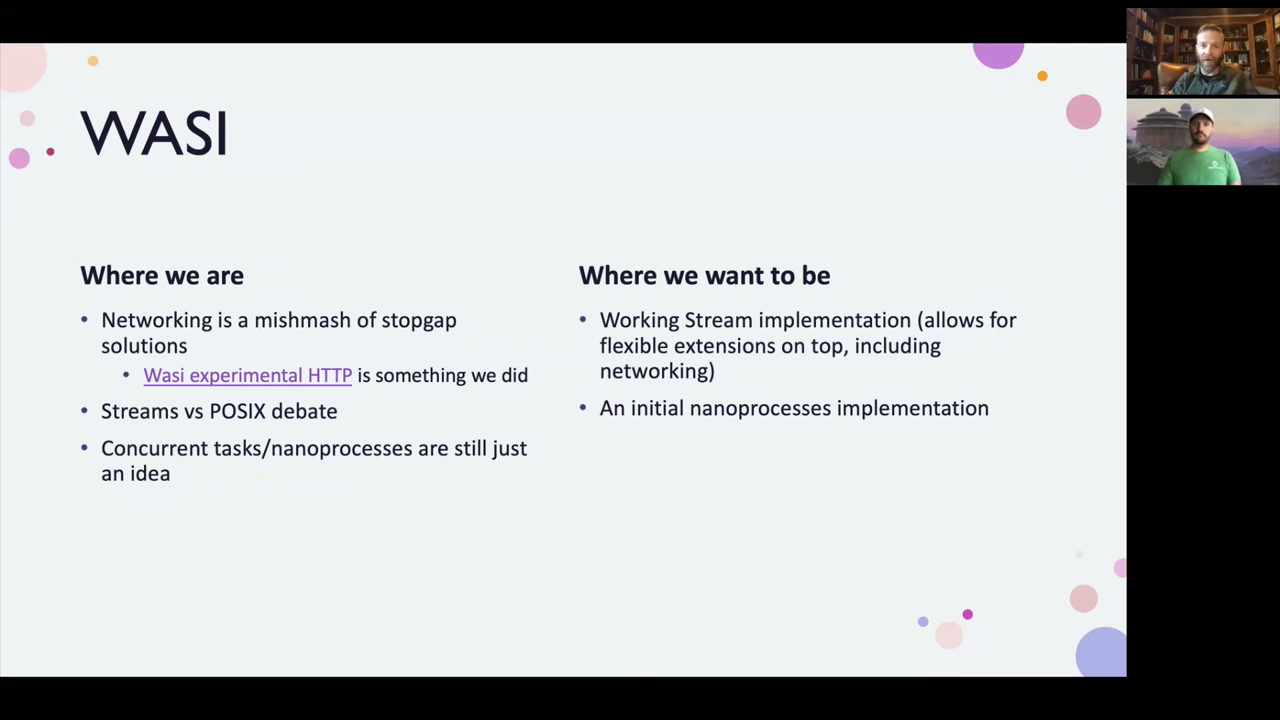 WASI
Where we are
• Networking is a mishmash of stopgap
solutions
• Wasi experimental HTTP is something we did
• Streams vs POSIX debate
• Concurrent tasks/nanoprocesses are still just
an idea
Where we want to be
• Working Stream implementation (allows for
flexible extensions on top, including
networking)
• An initial nanoprocesses implementation